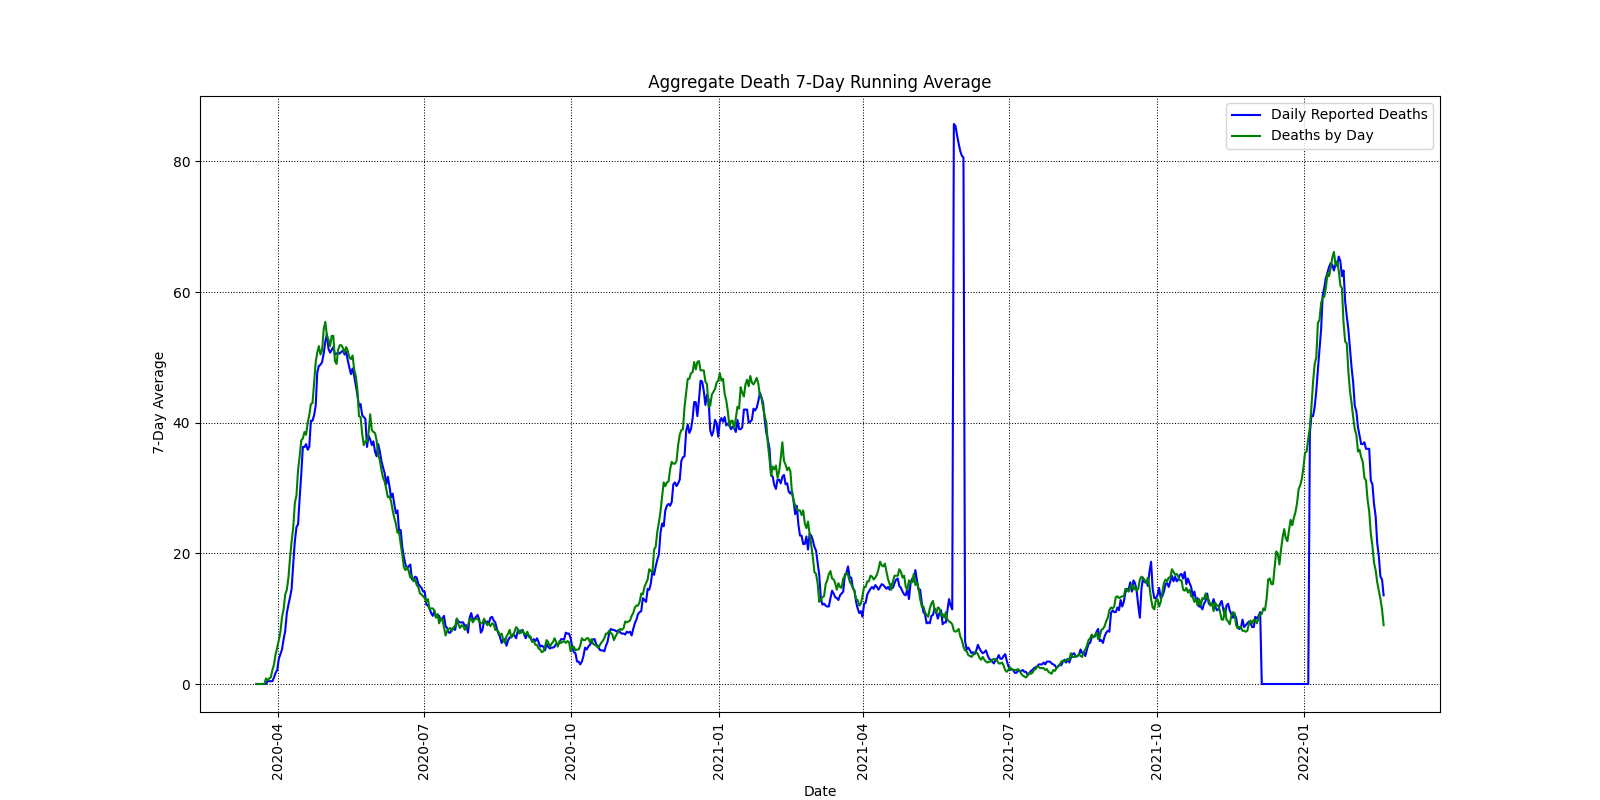 Aggregate Death 7-Day Running Average
Daily Reported Deaths
Deaths by Day
7-Day Average
80
60
40
20
0
2020-04
2020-07
2020-10
2021-01
2021-04
2021-07
2021-10
2022-01
Date